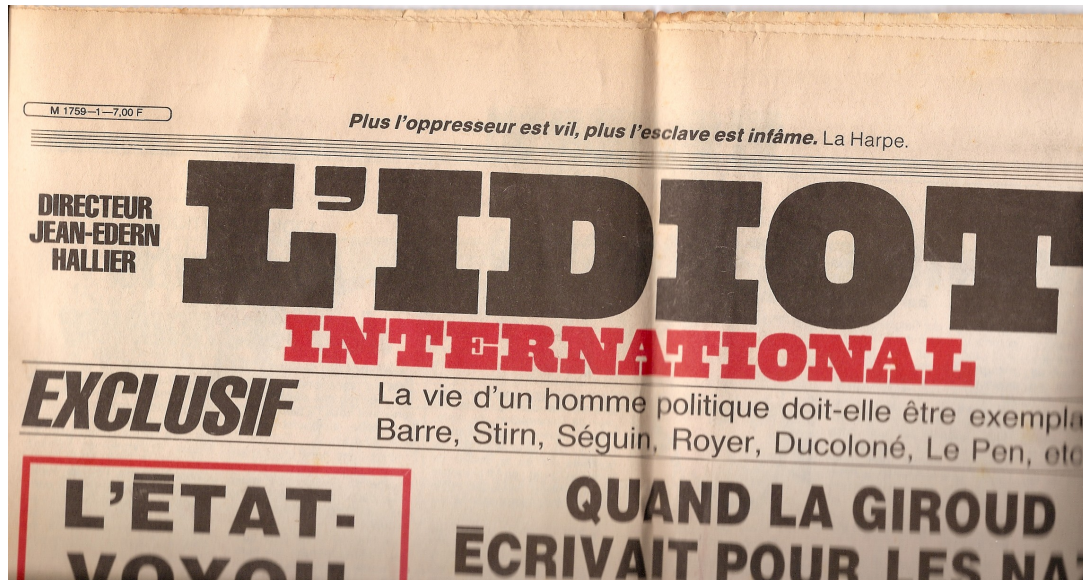 M 1759—1—7,00 F
Plus l'oppresseur est vil, plus l'esclave est infâme. La Harpe.
DIRECTEUR
JEAN-EDERN
HALLIER
L'IDIOT
INTERNATIONAL
EXCLUSIF
La vie d'un homme politique doit-elle être exempla
Barre, Stirn, Séguin, Royer, Ducoloné, Le Pen, etc
L'ÉTAT-
VOYOU
QUAND LA GIROUD
ÉCRIVAIT POUR LES NA